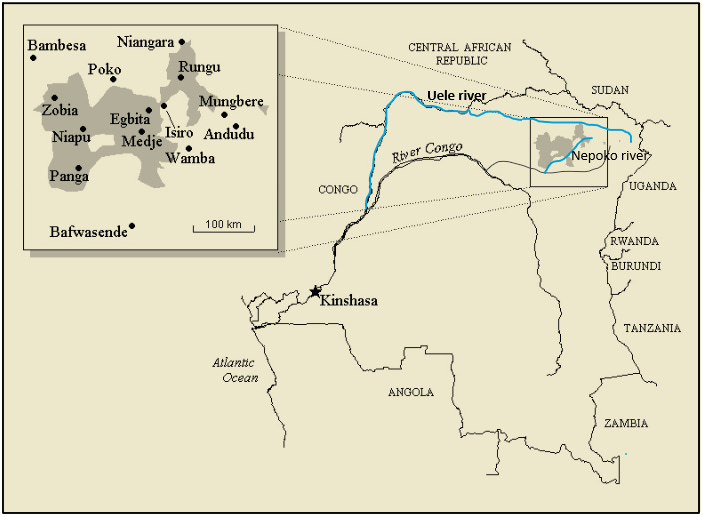 Bambesa
Niangara
Poko
Rungu
Zobia
Egbita
Mungbere
Niapu
Medje
Isiro
Andudu
Wamba
Panga
Bafwasende
100 km
CENTRAL AFRICAN
REPUBLIC
SUDAN
Uele river
River Congo
Nepoko river
CONGO
UGANDA
RWANDA
BURUNDI
Kinshasa
TANZANIA
Atlantic
Ocean
ANGOLA
ZAMBIA